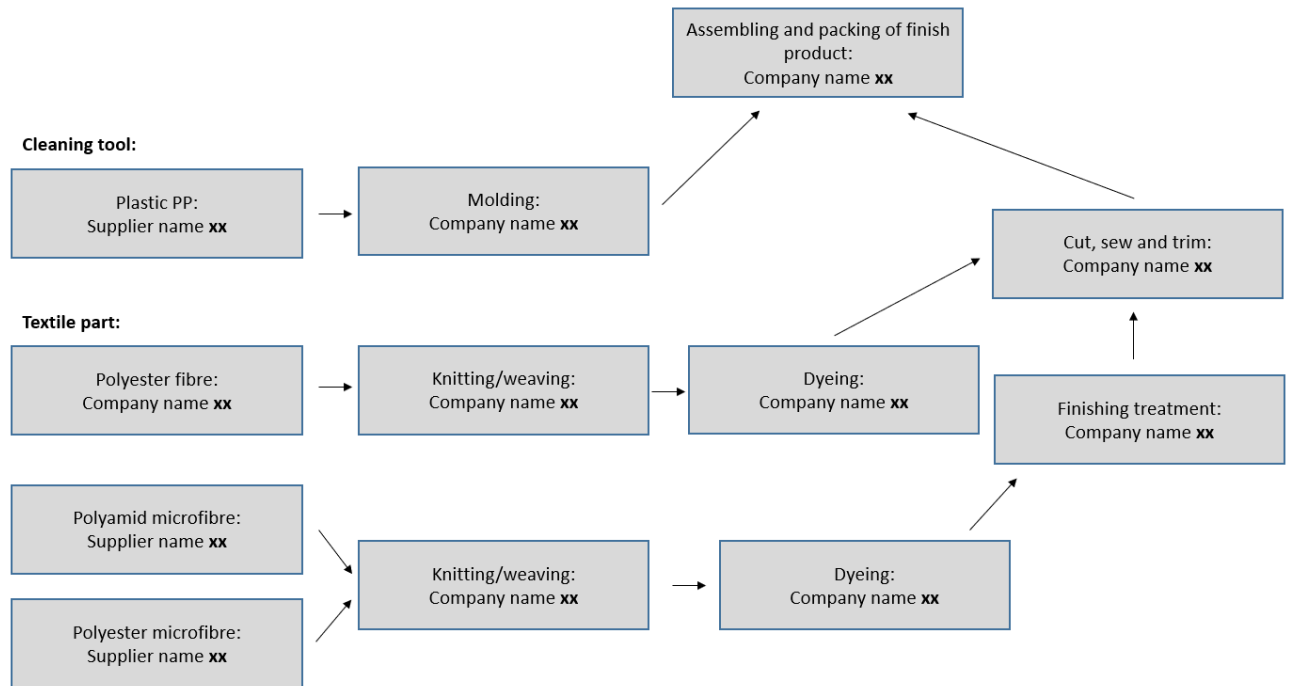 Assembling and packing of finish
product:
Company name xx
Cleaning tool:
Plastic PP:
Supplier name xx
Molding:
Company name xx
Cut, sew and trim:
Company name xx
Textile part:
Polyester fibre:
Company name xx
Knitting/weaving:
Company name xx
Dyeing:
Company name xx
Finishing treatment:
Company name xx
Polyamid microfibre:
Supplier name xx
Knitting/weaving:
Company name xx
Dyeing:
Company name xx
Polyester microfibre:
Supplier name xx